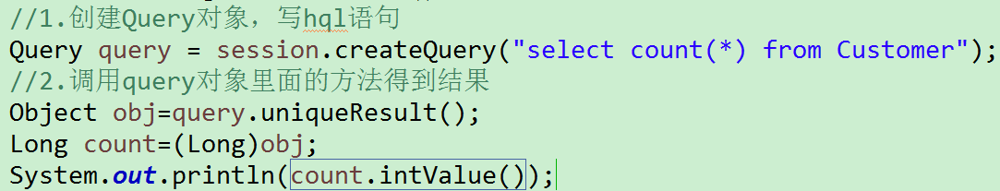 //1.创建Query对象，写hql语句
Query query = session.createQuery("select count(*) from Customer");
//2.调用query对象里面的方法得到结果
Object obj=query.uniqueResult();
Long count=(Long)obj;
System.out.println(count.intValue());